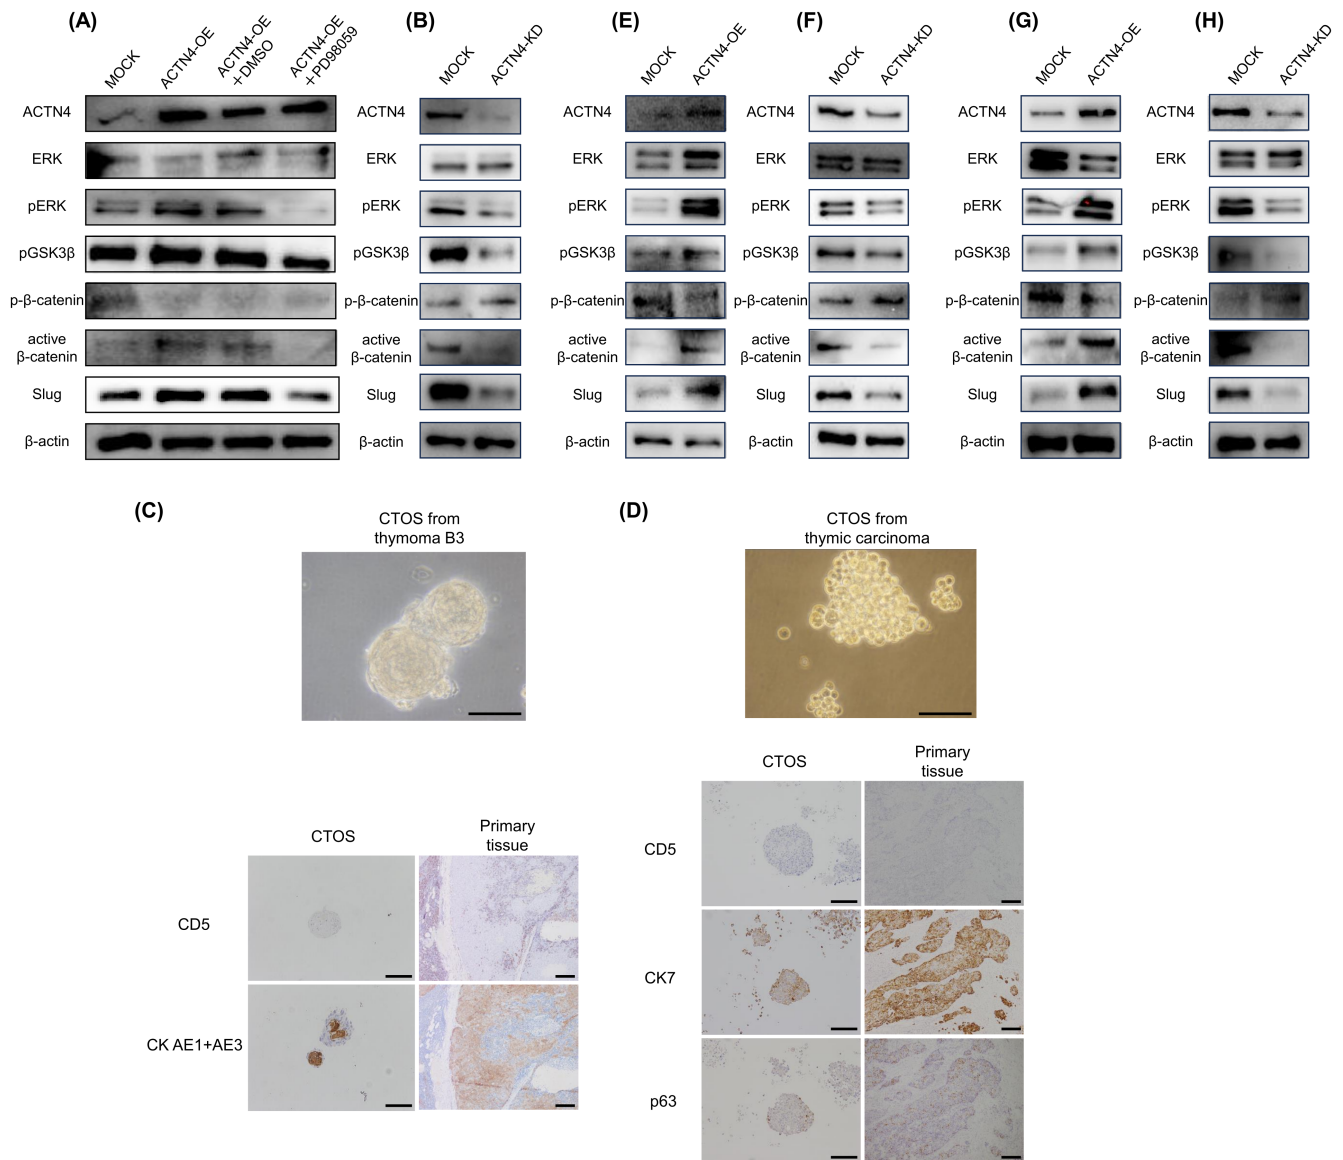 (A)
MOCK
ACTN4-OE
ACTN4-OE
+DMSO
ACTN4-OE
+PD98059
ACTN4
ERK
pERK
pGSK3β
p-β-catenin
active
β-catenin
Slug
β-actin
(B)
MOCK
ACTN4-KD
ACTN4
ERK
pERK
pGSK3β
p-β-catenin
active
β-catenin
Slug
β-actin
(E)
MOCK
ACTN4-OE
ACTN4
ERK
pERK
pGSK3β
p-β-catenin
active
β-catenin
Slug
β-actin
(F)
MOCK
ACTN4-KD
ACTN4
ERK
pERK
pGSK3β
p-β-catenin
active
β-catenin
Slug
β-actin
(G)
MOCK
ACTN4-OE
ACTN4
ERK
pERK
pGSK3β
p-β-catenin
active
β-catenin
Slug
β-actin
(H)
MOCK
ACTN4-KD
ACTN4
ERK
pERK
pGSK3β
p-β-catenin
active
β-catenin
Slug
β-actin
(C)
CTOS from
thymoma B3
CTOS
Primary
tissue
CD5
CK AE1+AE3
(D)
CTOS from
thymic carcinoma
CTOS
Primary
tissue
CD5
CK7
p63